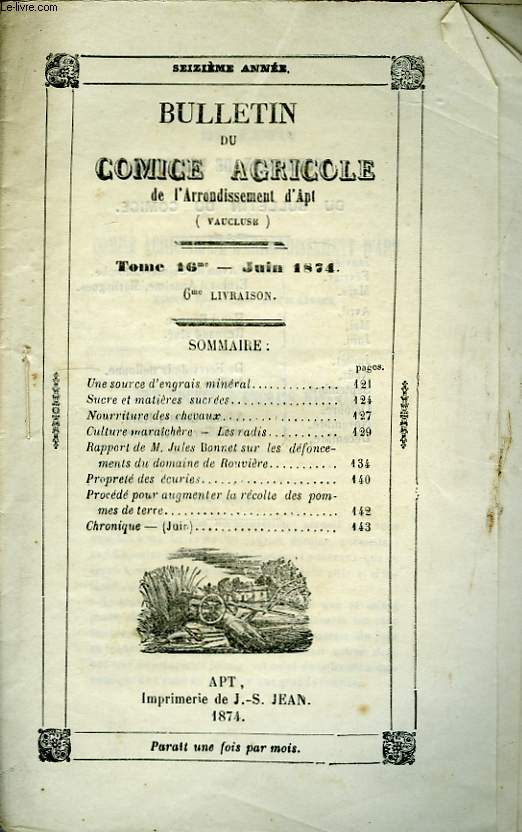 Le-livre.com
SEIZIÈME ANNÉE.
BULLETIN
DU
COMICE AGRICOLE
de l'Arrondissement d'Apt
( VAUCLUSE )
Tome 16me — Juin 1874.
6me LIVRAISON.
SOMMAIRE :
pages.
Une source d'engrais minéral.............. 121
Sucre et matières sucrées................. 124
Nourriture des chevaux.................... 127
Culture maraîchère — Les radis............ 129
Rapport de M. Jules Bonnet sur les défonce-
ments du domaine de Rouvière........... 134
Propreté des écuries...................... 140
Procédé pour augmenter la récolte des pom-
mes de terre........................... 142
Chronique — (Juin)........................ 143
APT,
Imprimerie de J.-S. JEAN.
1874.
Paraît une fois par mois.